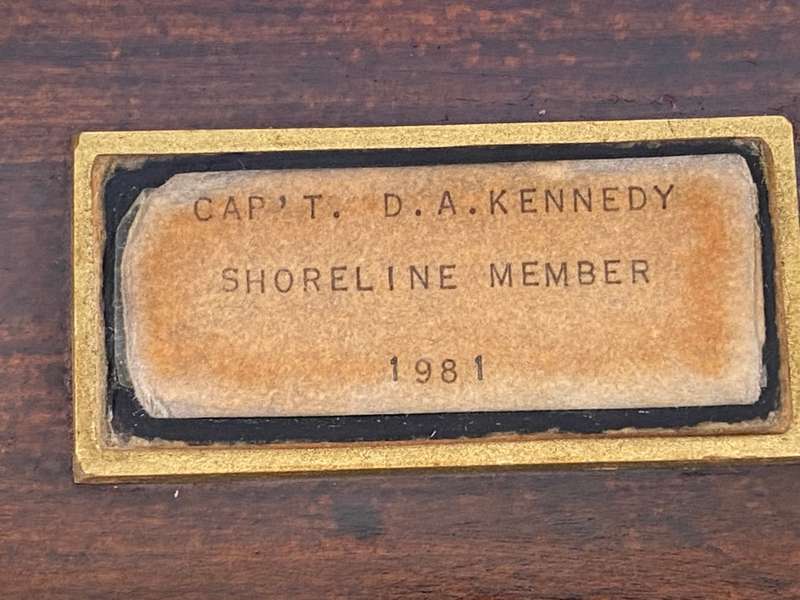 CAP'T. D.A.KENNEDY
SHORELINE MEMBER
1981